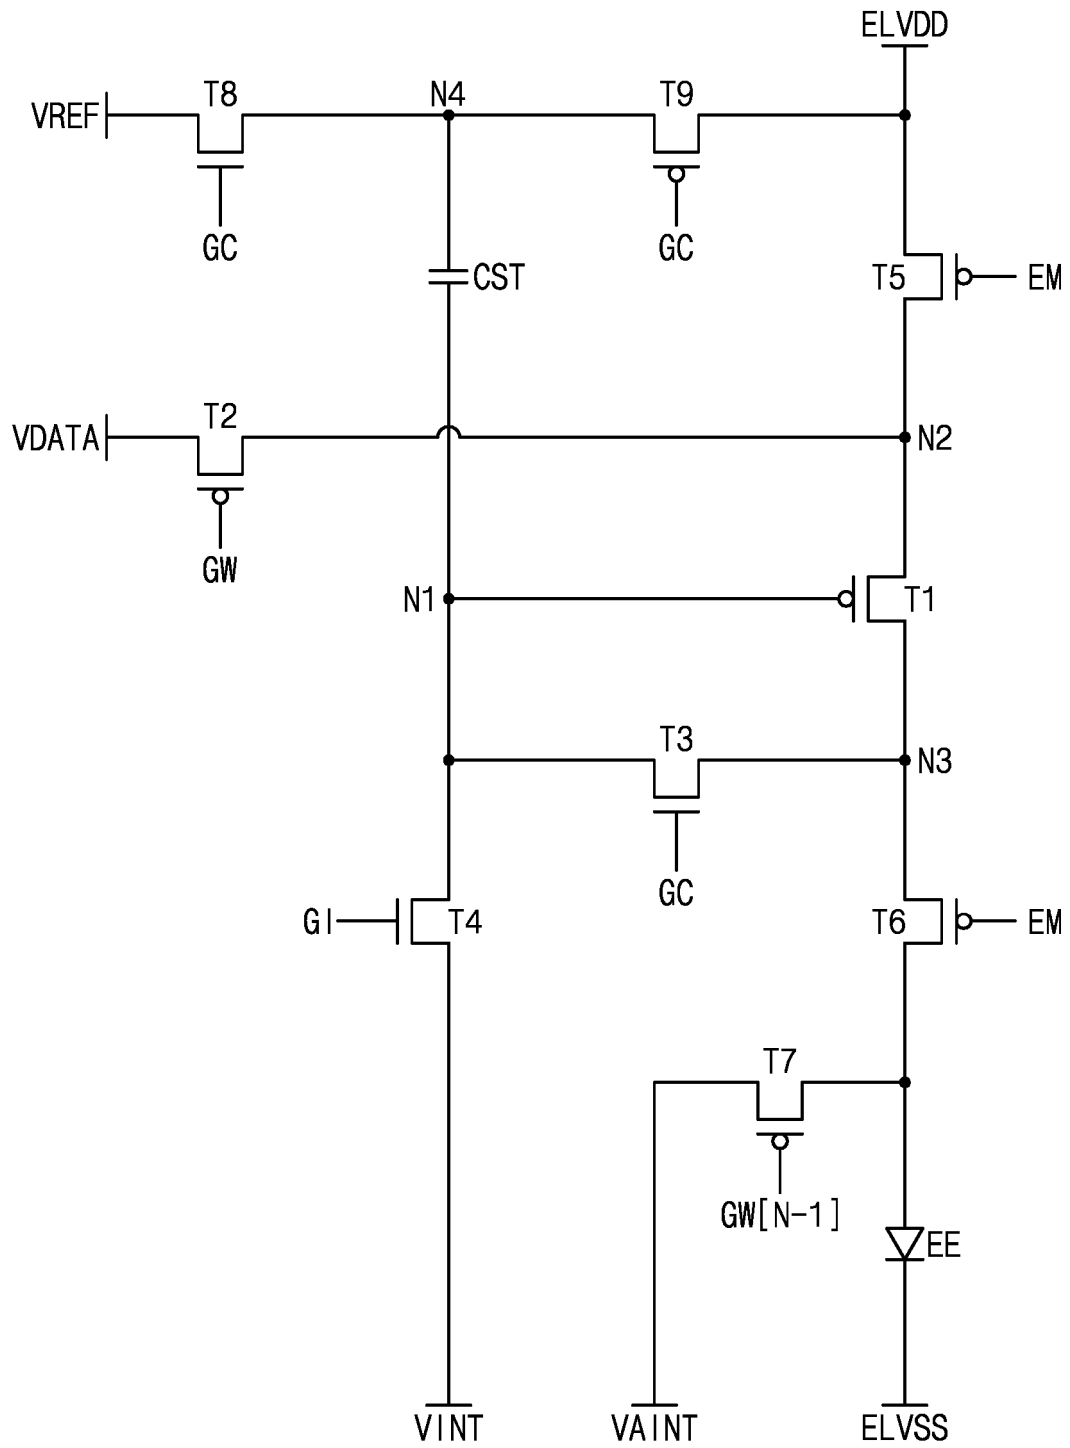 ELVDD
T8
N4
T9
VREF
GC
GC
CST
T5
EM
T2
VDATA
N2
GW
N1
T1
T3
N3
GC
GI
T4
T6
EM
T7
GW[N-1]
EE
VINT
VAINT
ELVSS